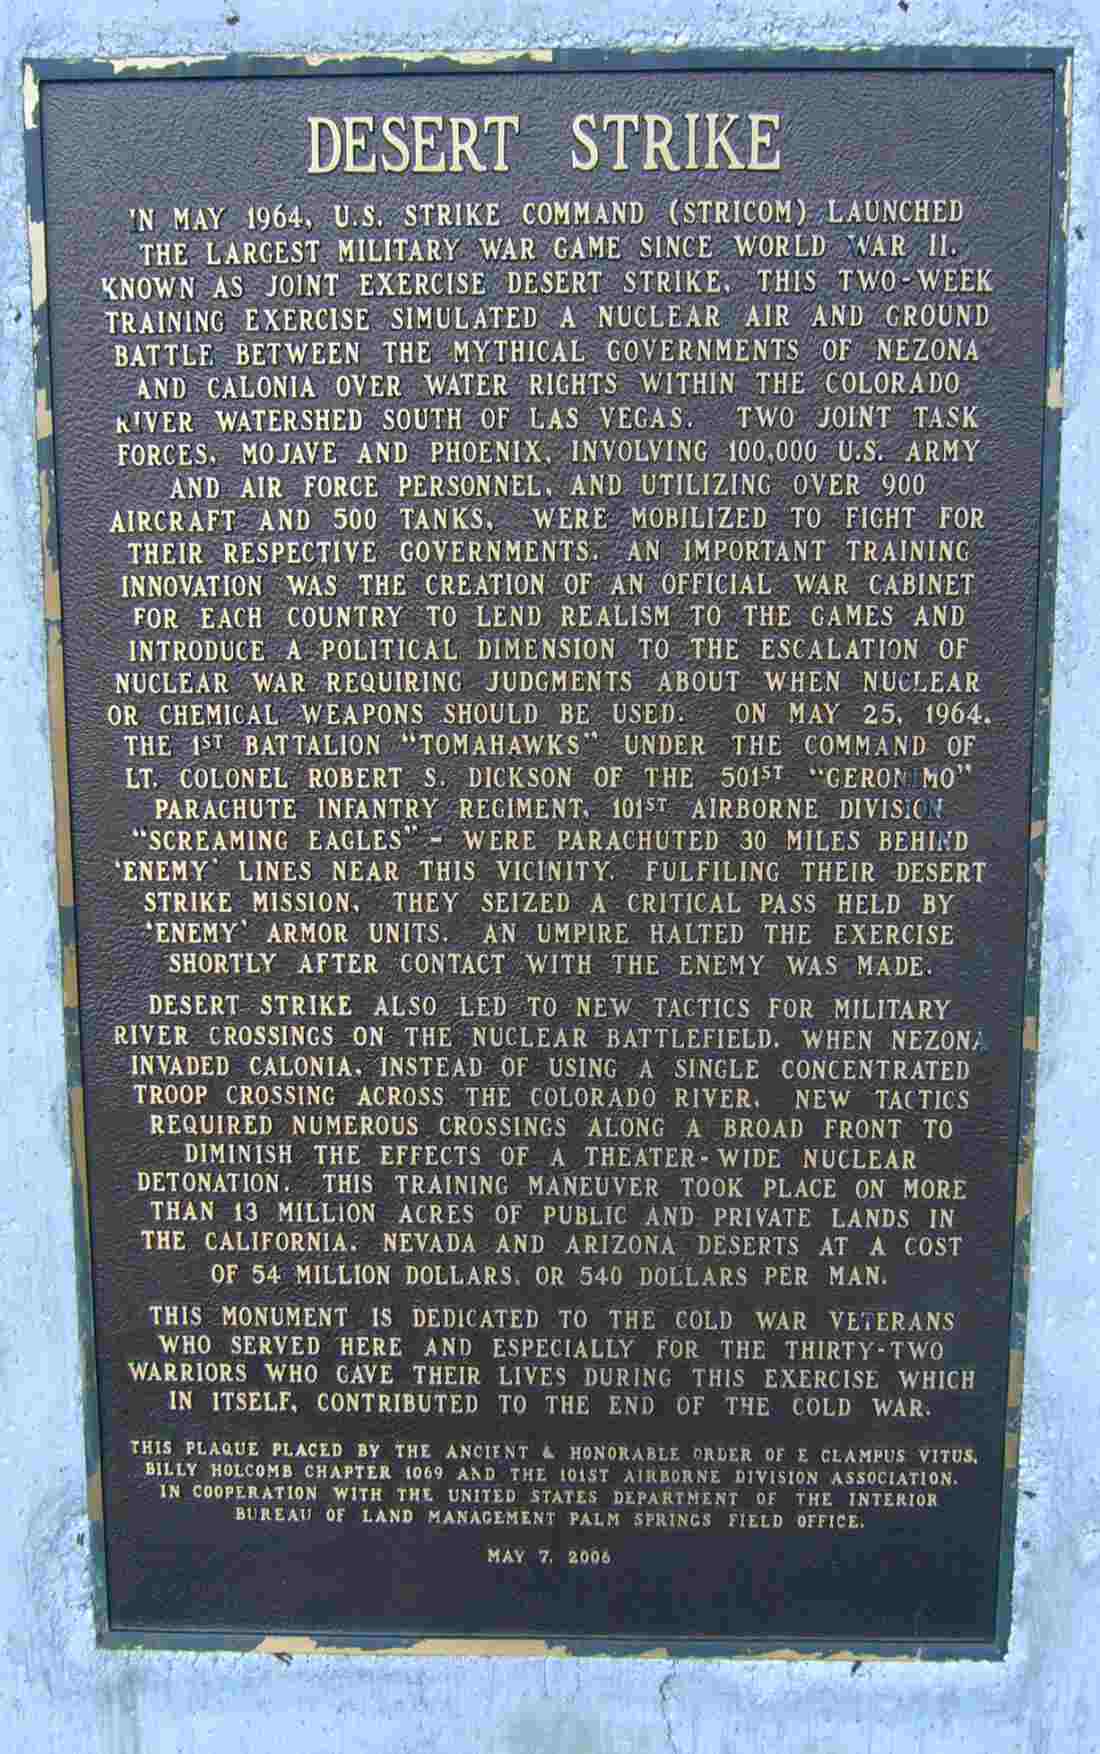 DESERT STRIKE
IN MAY 1964, U.S. STRIKE COMMAND (STRICOM) LAUNCHED
THE LARGEST MILITARY WAR GAME SINCE WORLD WAR II.
KNOWN AS JOINT EXERCISE DESERT STRIKE, THIS TWO-WEEK
TRAINING EXERCISE SIMULATED A NUCLEAR AIR AND GROUND
BATTLE BETWEEN THE MYTHICAL GOVERNMENTS OF NEZONA
AND CALONIA OVER WATER RIGHTS WITHIN THE COLORADO
RIVER WATERSHED SOUTH OF LAS VEGAS. TWO JOINT TASK
FORCES, MOJAVE AND PHOENIX, INVOLVING 100,000 U.S. ARMY
AND AIR FORCE PERSONNEL, AND UTILIZING OVER 900
AIRCRAFT AND 500 TANKS, WERE MOBILIZED TO FIGHT FOR
THEIR RESPECTIVE GOVERNMENTS. AN IMPORTANT TRAINING
INNOVATION WAS THE CREATION OF AN OFFICIAL WAR CABINET
FOR EACH COUNTRY TO LEND REALISM TO THE GAMES AND
INTRODUCE A POLITICAL DIMENSION TO THE ESCALATION OF
NUCLEAR WAR REQUIRING JUDGMENTS ABOUT WHEN NUCLEAR
OR CHEMICAL WEAPONS SHOULD BE USED. ON MAY 25, 1964,
THE 1ST BATTALION "TOMAHAWKS" UNDER THE COMMAND OF
LT. COLONEL ROBERT S. DICKSON OF THE 501ST "GERONIMO"
PARACHUTE INFANTRY REGIMENT, 101ST AIRBORNE DIVISION
"SCREAMING EAGLES" - WERE PARACHUTED 30 MILES BEHIND
'ENEMY' LINES NEAR THIS VICINITY. FULFILING THEIR DESERT
STRIKE MISSION, THEY SEIZED A CRITICAL PASS HELD BY
'ENEMY' ARMOR UNITS. AN UMPIRE HALTED THE EXERCISE
SHORTLY AFTER CONTACT WITH THE ENEMY WAS MADE.
DESERT STRIKE ALSO LED TO NEW TACTICS FOR MILITARY
RIVER CROSSINGS ON THE NUCLEAR BATTLEFIELD. WHEN NEZONA
INVADED CALONIA, INSTEAD OF USING A SINGLE CONCENTRATED
TROOP CROSSING ACROSS THE COLORADO RIVER, NEW TACTICS
REQUIRED NUMEROUS CROSSINGS ALONG A BROAD FRONT TO
DIMINISH THE EFFECTS OF A THEATER-WIDE NUCLEAR
DETONATION. THIS TRAINING MANEUVER TOOK PLACE ON MORE
THAN 13 MILLION ACRES OF PUBLIC AND PRIVATE LANDS IN
THE CALIFORNIA, NEVADA AND ARIZONA DESERTS AT A COST
OF 54 MILLION DOLLARS, OR 540 DOLLARS PER MAN.
THIS MONUMENT IS DEDICATED TO THE COLD WAR VETERANS
WHO SERVED HERE AND ESPECIALLY FOR THE THIRTY-TWO
WARRIORS WHO GAVE THEIR LIVES DURING THIS EXERCISE WHICH
IN ITSELF, CONTRIBUTED TO THE END OF THE COLD WAR.
THIS PLAQUE PLACED BY THE ANCIENT & HONORABLE ORDER OF E CLAMPUS VITUS,
BILLY HOLCOMB CHAPTER 1069 AND THE 101ST AIRBORNE DIVISION ASSOCIATION,
IN COOPERATION WITH THE UNITED STATES DEPARTMENT OF THE INTERIOR
BUREAU OF LAND MANAGEMENT PALM SPRINGS FIELD OFFICE.
MAY 7, 2006